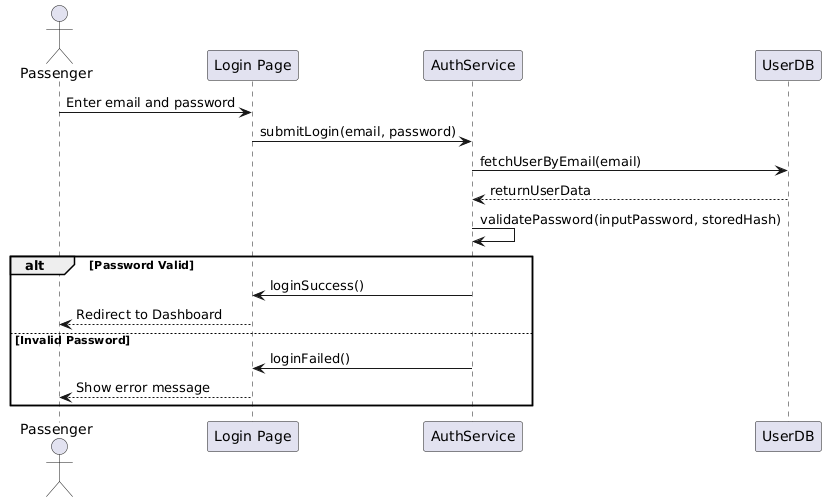 Passenger
Login Page
AuthService
UserDB
Enter email and password
submitLogin(email, password)
fetchUserByEmail(email)
returnUserData
validatePassword(inputPassword, storedHash)
alt
[Password Valid]
loginSuccess()
Redirect to Dashboard
[Invalid Password]
loginFailed()
Show error message
Passenger
Login Page
AuthService
UserDB